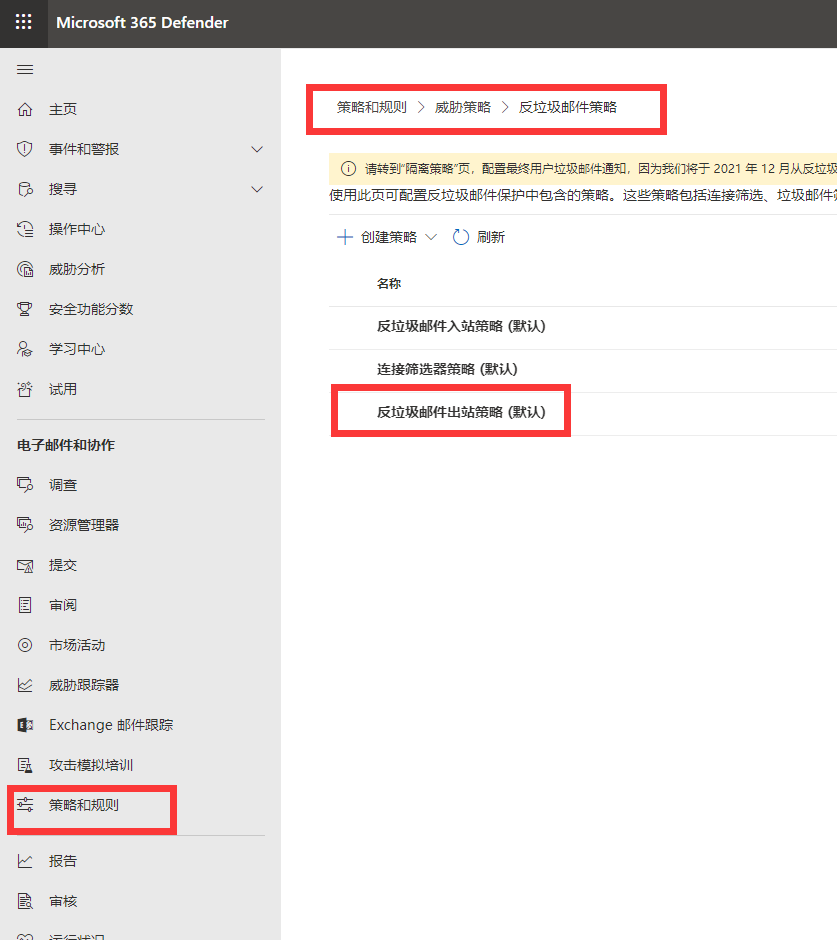 Microsoft 365 Defender
主页
事件和警报
搜寻
操作中心
威胁分析
安全功能分数
学习中心
试用
电子邮件和协作
调查
资源管理器
提交
审阅
市场活动
威胁跟踪器
Exchange 邮件跟踪
攻击模拟培训
策略和规则
报告
审核
运行状况
策略和规则 > 威胁策略 > 反垃圾邮件策略
请转到“隔离策略”页，配置最终用户垃圾邮件通知，因为我们将于 2021 年 12 月从反垃圾
使用此页可配置反垃圾邮件保护中包含的策略。这些策略包括连接筛选、垃圾邮件筛
创建策略 刷新
名称
反垃圾邮件入站策略 (默认)
连接筛选器策略 (默认)
反垃圾邮件出站策略 (默认)